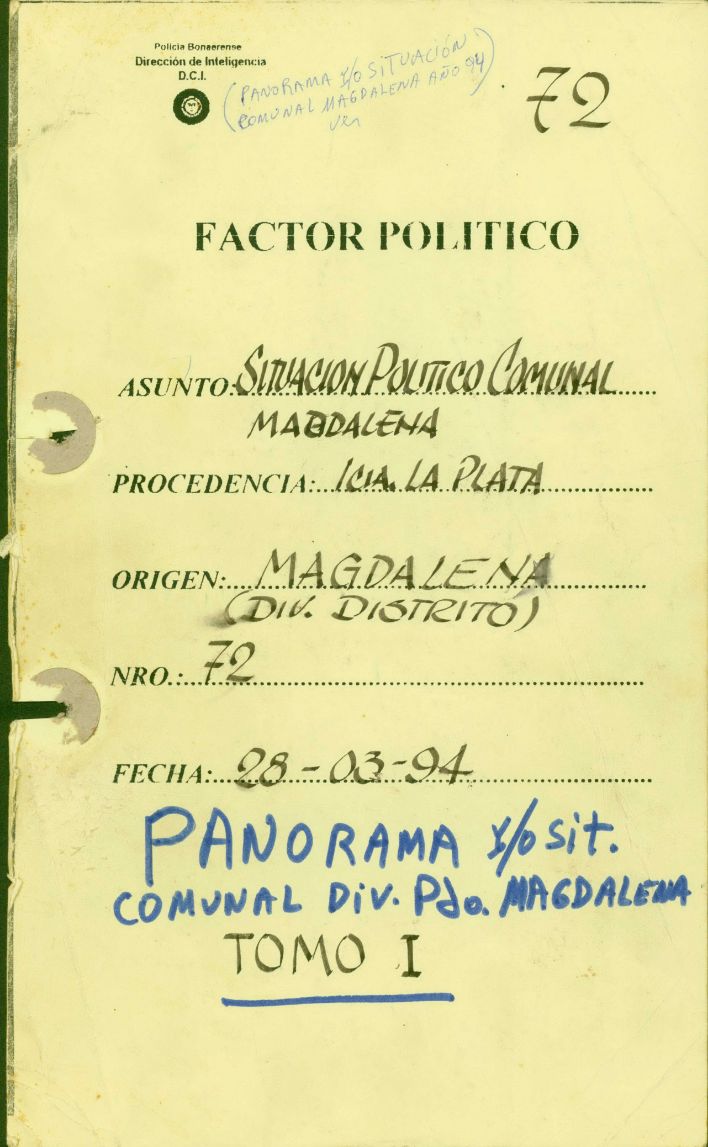 Policía Bonaerense
Dirección de Inteligencia
D.C.I.
(PANORAMA Y/O SITUACIÓN
COMUNAL MAGDALENA AÑO 94)
72
FACTOR POLITICO
ASUNTO: SITUACION POLITICO COMUNAL
MAGDALENA
PROCEDENCIA: ICIA. LA PLATA
ORIGEN: MAGDALENA
(DIV. DISTRITO)
NRO.: 72
FECHA: 28-03-94
PANORAMA Y/O Sit.
COMUNAL DiV. Pdo. MAGDALENA
TOMO I